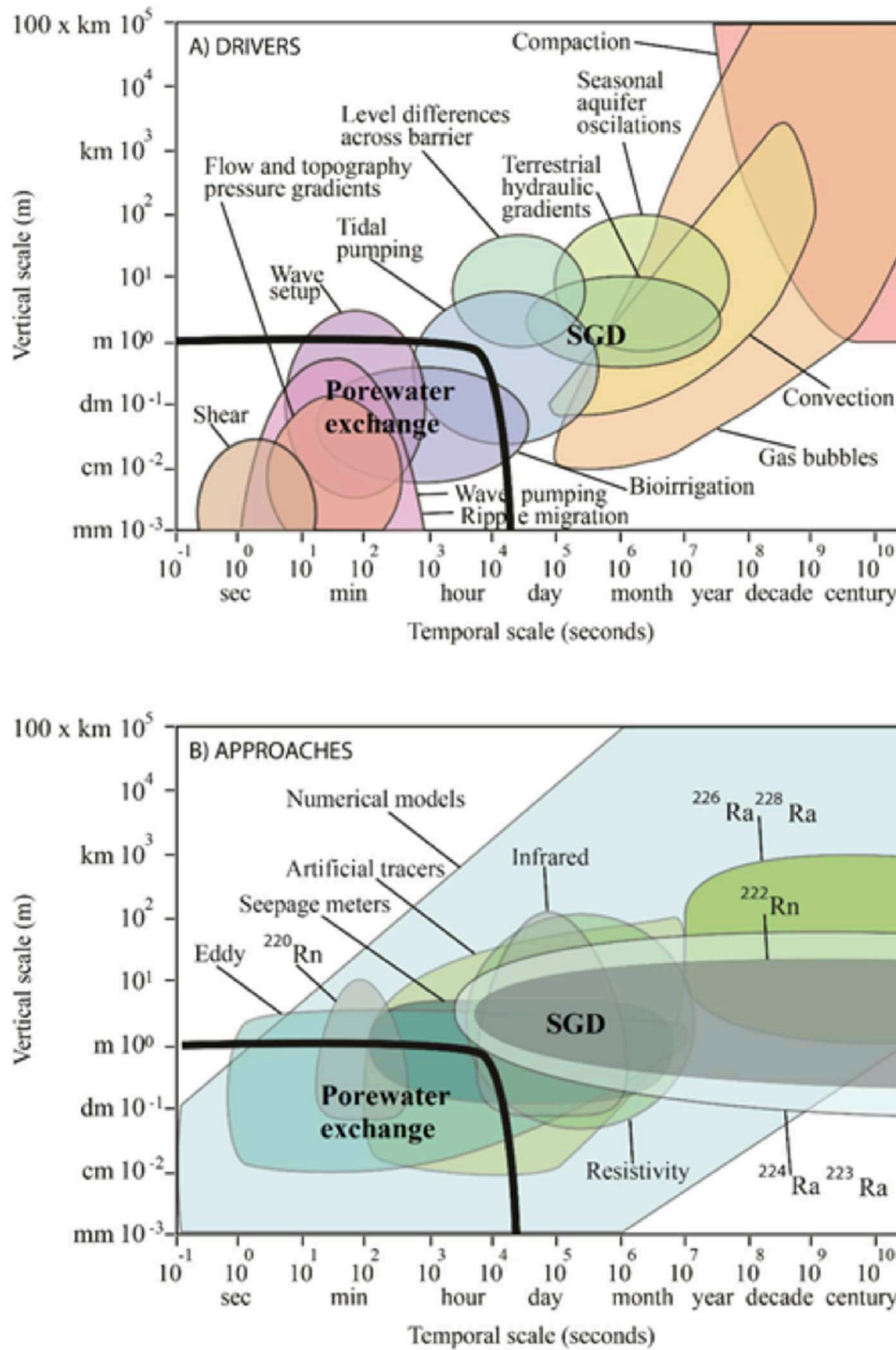 A) DRIVERS
100 x km 10^5
10^4
km 10^3
10^2
10^1
m 10^0
dm 10^-1
cm 10^-2
mm 10^-3
Vertical scale (m)
Compaction
Seasonal
aquifer
oscilations
Level differences
across barrier
Terrestrial
hydraulic
gradients
Flow and topography
pressure gradients
Tidal
pumping
Wave
setup
SGD
Porewater
exchange
Shear
Convection
Gas bubbles
Bioirrigation
Wave pumping
Ripple migration
10^-1 10^0 10^1 10^2 10^3 10^4 10^5 10^6 10^7 10^8 10^9 10^10
sec min hour day month year decade century
Temporal scale (seconds)
B) APPROACHES
100 x km 10^5
10^4
km 10^3
10^2
10^1
m 10^0
dm 10^-1
cm 10^-2
mm 10^-3
Vertical scale (m)
Numerical models
226Ra 228Ra
Artificial tracers
Infrared
Seepage meters
222Rn
Eddy
220Rn
SGD
Porewater
exchange
Resistivity
224Ra 223Ra
10^-1 10^0 10^1 10^2 10^3 10^4 10^5 10^6 10^7 10^8 10^9 10^10
sec min hour day month year decade century
Temporal scale (seconds)